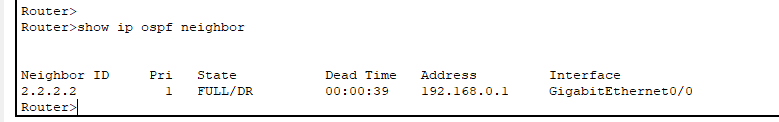 Router>
Router>show ip ospf neighbor
Neighbor ID     Pri   State           Dead Time   Address         Interface
2.2.2.2           1   FULL/DR         00:00:39    192.168.0.1     GigabitEthernet0/0
Router>